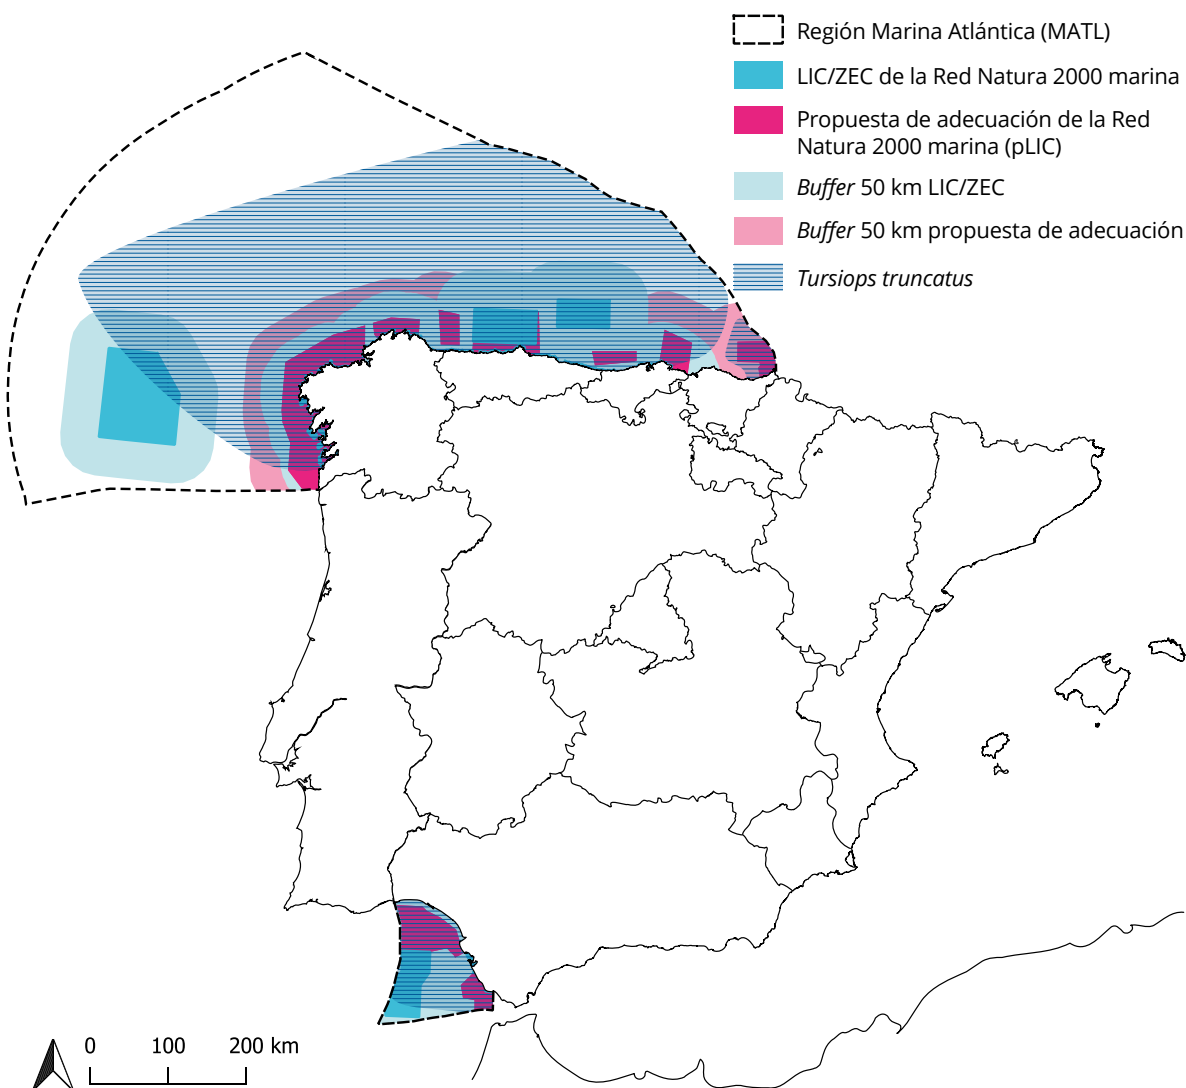 Región Marina Atlántica (MATL)
LIC/ZEC de la Red Natura 2000 marina
Propuesta de adecuación de la Red
Natura 2000 marina (pLIC)
Buffer 50 km LIC/ZEC
Buffer 50 km propuesta de adecuación
Tursiops truncatus
0 100 200 km